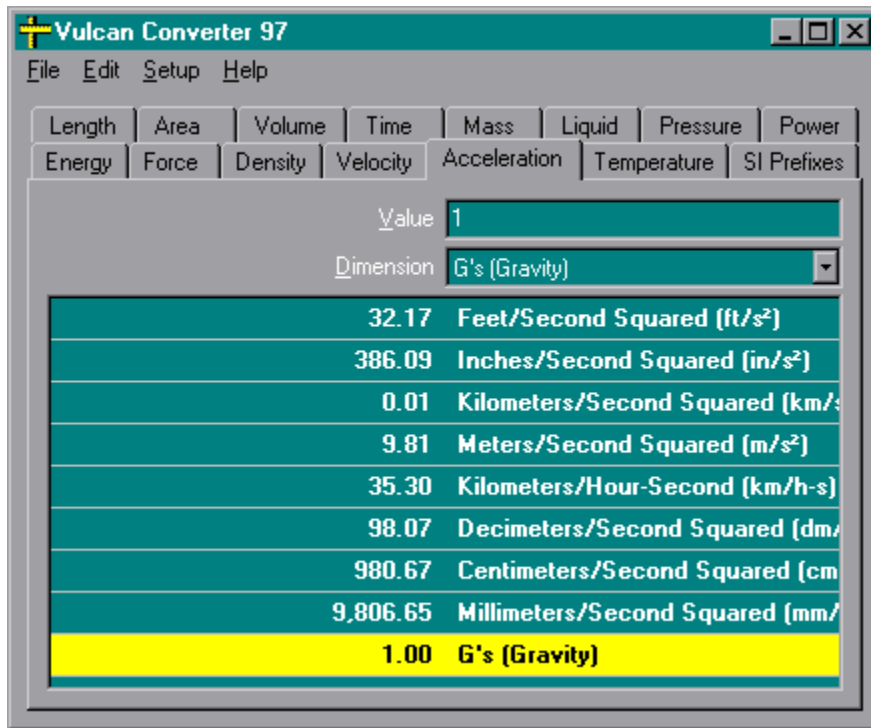 Vulcan Converter 97
File Edit Setup Help
Length Area Volume Time Mass Liquid Pressure Power
Energy Force Density Velocity Acceleration Temperature SI Prefixes
Value 1
Dimension G's (Gravity)
32.17 Feet/Second Squared (ft/s²)
386.09 Inches/Second Squared (in/s²)
0.01 Kilometers/Second Squared (km/s
9.81 Meters/Second Squared (m/s²)
35.30 Kilometers/Hour-Second (km/h-s)
98.07 Decimeters/Second Squared (dm/
980.67 Centimeters/Second Squared (cm
9,806.65 Millimeters/Second Squared (mm/
1.00 G's (Gravity)